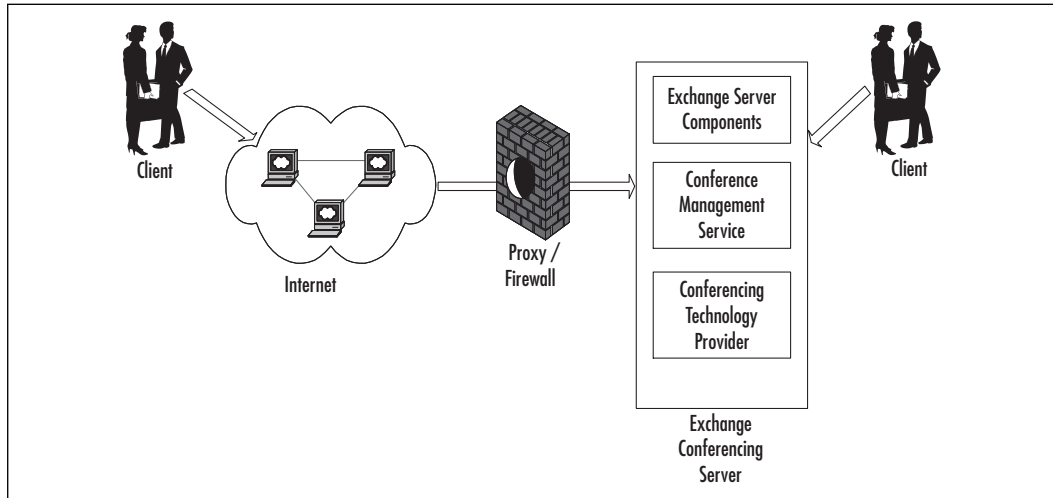 Client
Internet
Proxy /
Firewall
Exchange Server
Components
Conference
Management
Service
Conferencing
Technology
Provider
Exchange
Conferencing
Server
Client